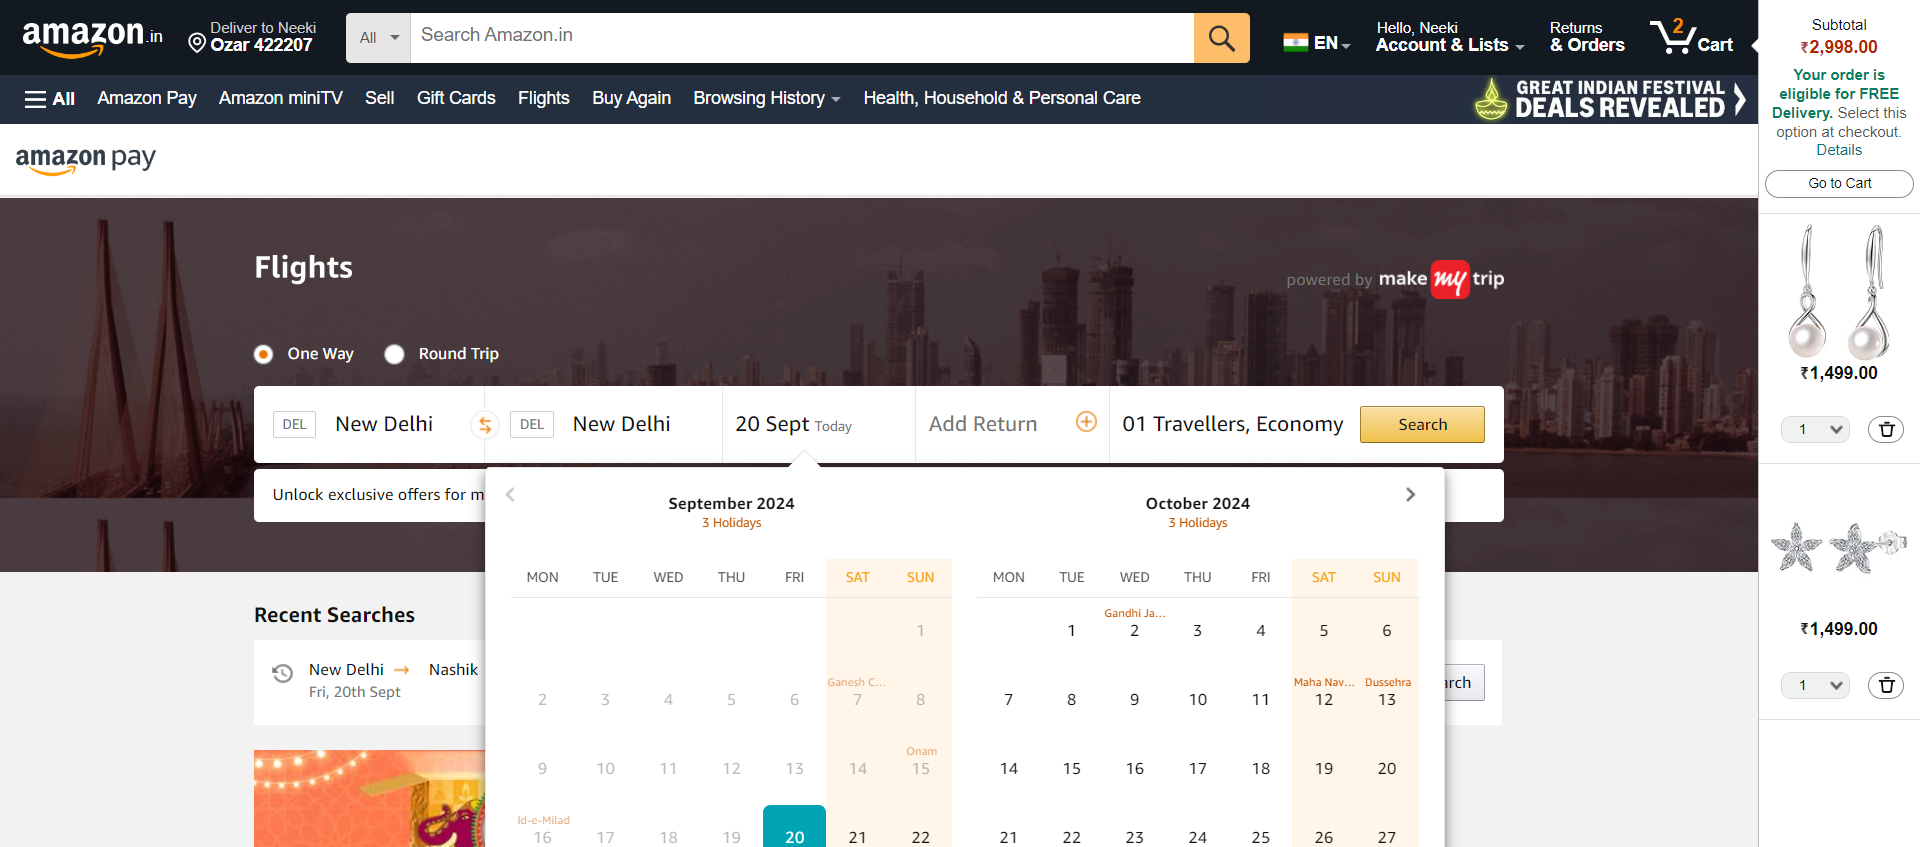 amazon.in
Deliver to Neeki
Ozar 422207
All
Search Amazon.in
EN
Hello, Neeki
Account & Lists
Returns
& Orders
2
Cart
All
Amazon Pay
Amazon miniTV
Sell
Gift Cards
Flights
Buy Again
Browsing History
Health, Household & Personal Care
GREAT INDIAN FESTIVAL
DEALS REVEALED
Subtotal
₹2,998.00
Your order is
eligible for FREE
Delivery. Select this
option at checkout.
Details
Go to Cart
₹1,499.00
1
₹1,499.00
1
amazon pay
Flights
powered by make my trip
One Way
Round Trip
DEL New Delhi
DEL New Delhi
20 Sept Today
Add Return
01 Travellers, Economy
Search
Unlock exclusive offers for m
September 2024
3 Holidays
MON TUE WED THU FRI SAT SUN
1
Ganesh C...
2 3 4 5 6 7 8
Onam
9 10 11 12 13 14 15
Id-e-Milad
16 17 18 19 20 21 22
October 2024
3 Holidays
MON TUE WED THU FRI SAT SUN
Gandhi Ja...
1 2 3 4 5 6
Maha Nav... Dussehra
7 8 9 10 11 12 13
14 15 16 17 18 19 20
21 22 23 24 25 26 27
Recent Searches
New Delhi → Nashik
Fri, 20th Sept
arch